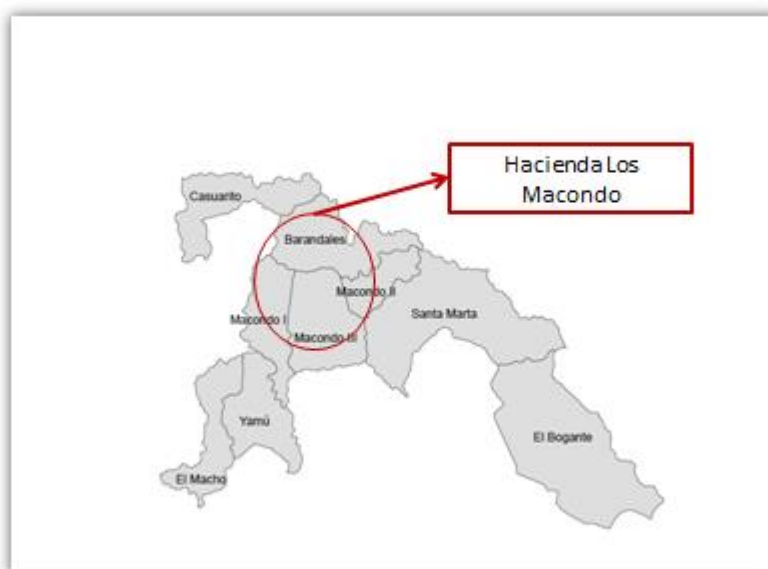 Hacienda Los
Macondo
Casuarito
Barandales
Macondo II
Santa Marta
Macondo I
Macondo III
Yamú
El Bogante
El Macho